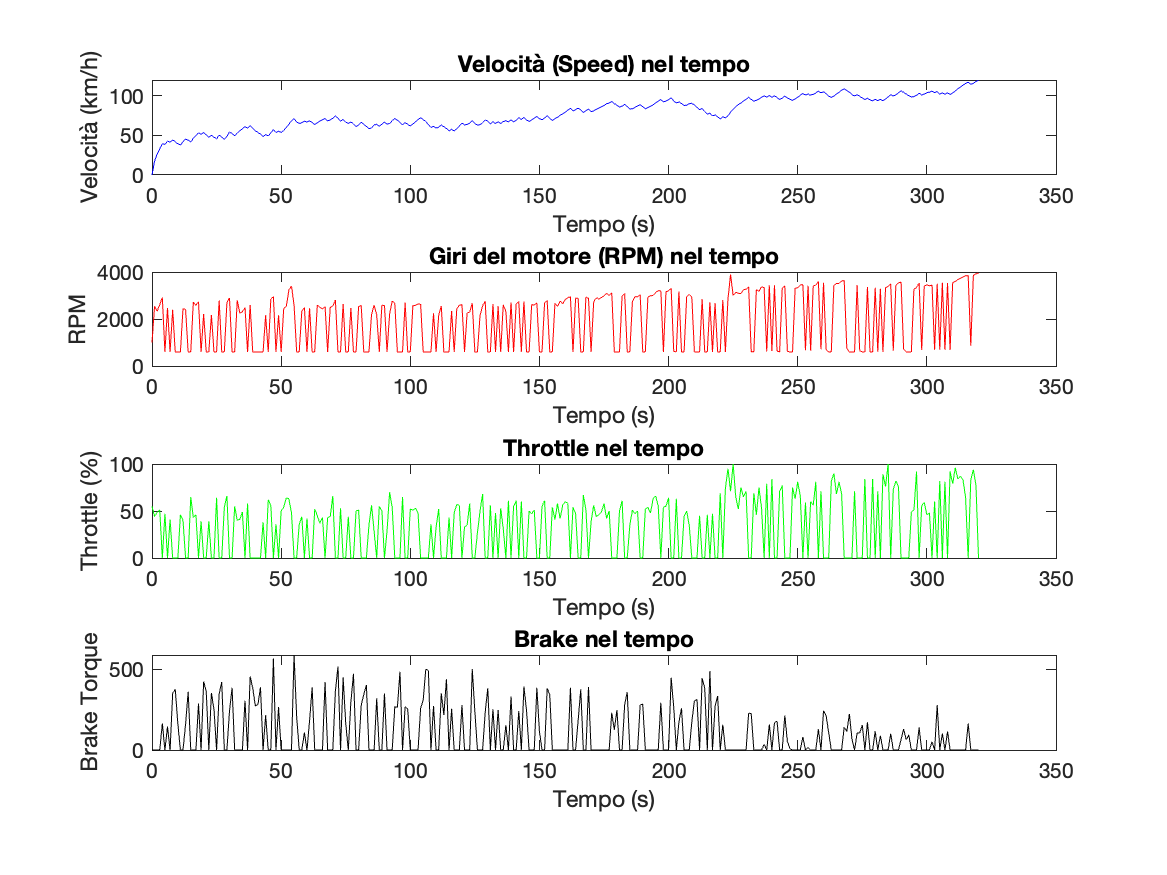 Velocità (Speed) nel tempo
Velocità (km/h)
100
50
0
0 50 100 150 200 250 300 350
Tempo (s)
Giri del motore (RPM) nel tempo
RPM
4000
2000
0
0 50 100 150 200 250 300 350
Tempo (s)
Throttle nel tempo
Throttle (%)
100
50
0
0 50 100 150 200 250 300 350
Tempo (s)
Brake nel tempo
Brake Torque
500
0
0 50 100 150 200 250 300 350
Tempo (s)